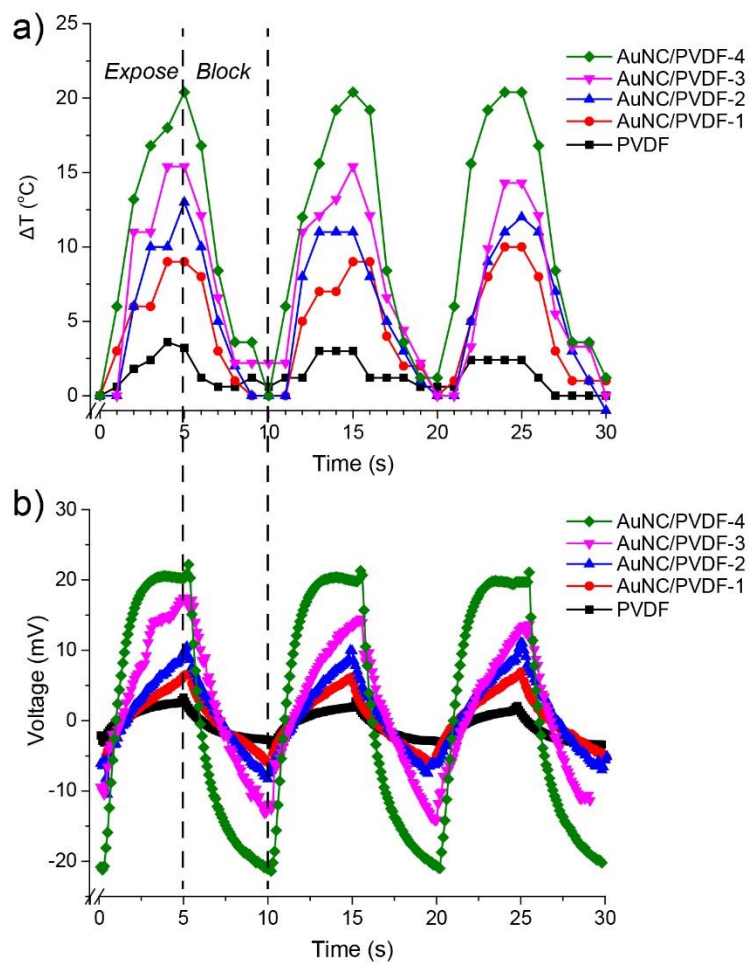 a)
Expose Block
AuNC/PVDF-4
AuNC/PVDF-3
AuNC/PVDF-2
AuNC/PVDF-1
PVDF
25
20
15
10
5
0
ΔT (°C)
0 5 10 15 20 25 30
Time (s)
b)
AuNC/PVDF-4
AuNC/PVDF-3
AuNC/PVDF-2
AuNC/PVDF-1
PVDF
30
20
10
0
-10
-20
Voltage (mV)
0 5 10 15 20 25 30
Time (s)